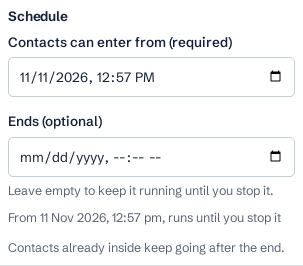 Schedule
Contacts can enter from (required)
11/11/2026, 12:57 PM
Ends (optional)
mm/dd/yyyy, --:-- --
Leave empty to keep it running until you stop it.
From 11 Nov 2026, 12:57 pm, runs until you stop it
Contacts already inside keep going after the end.